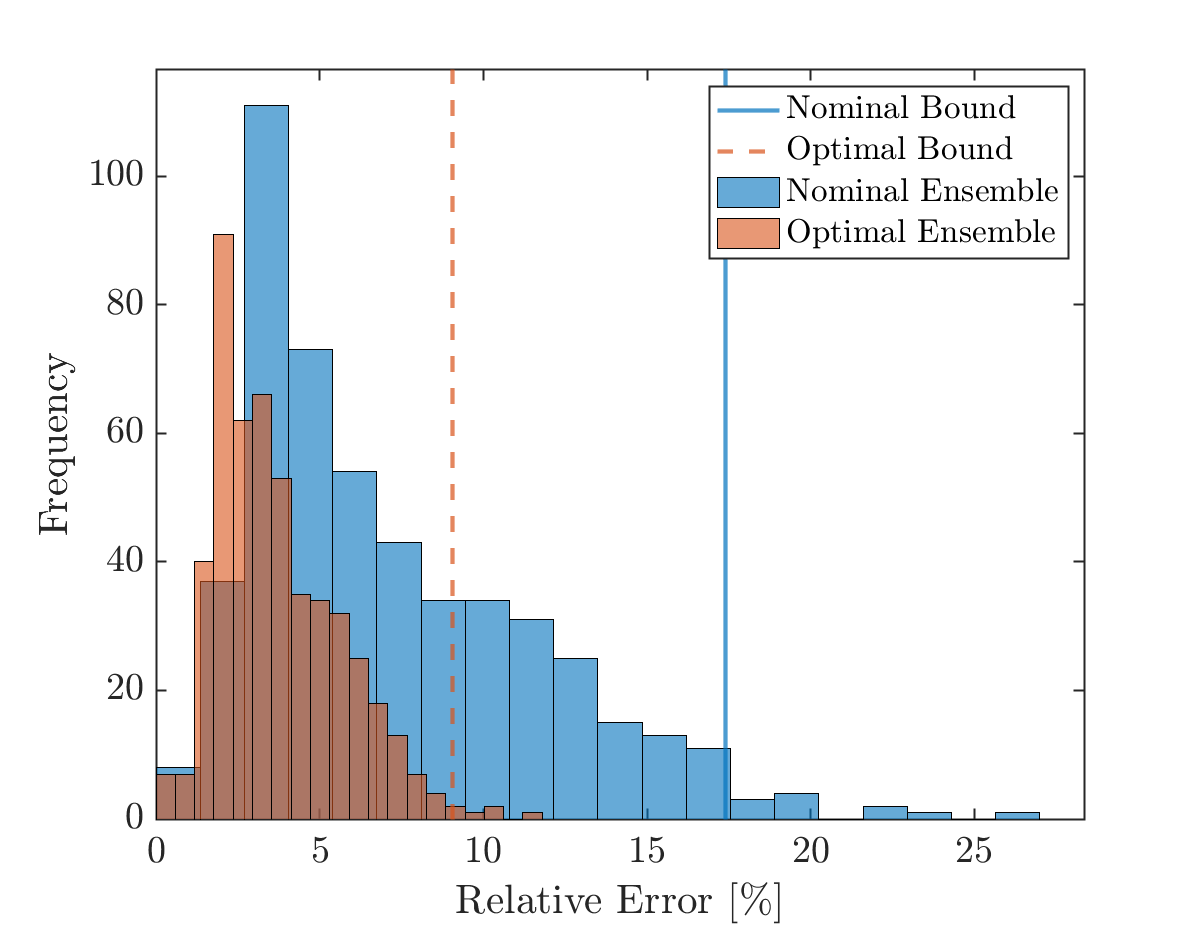 Nominal Bound
Optimal Bound
Nominal Ensemble
Optimal Ensemble
100
80
60
40
20
0
Frequency
0 5 10 15 20 25
Relative Error [%]